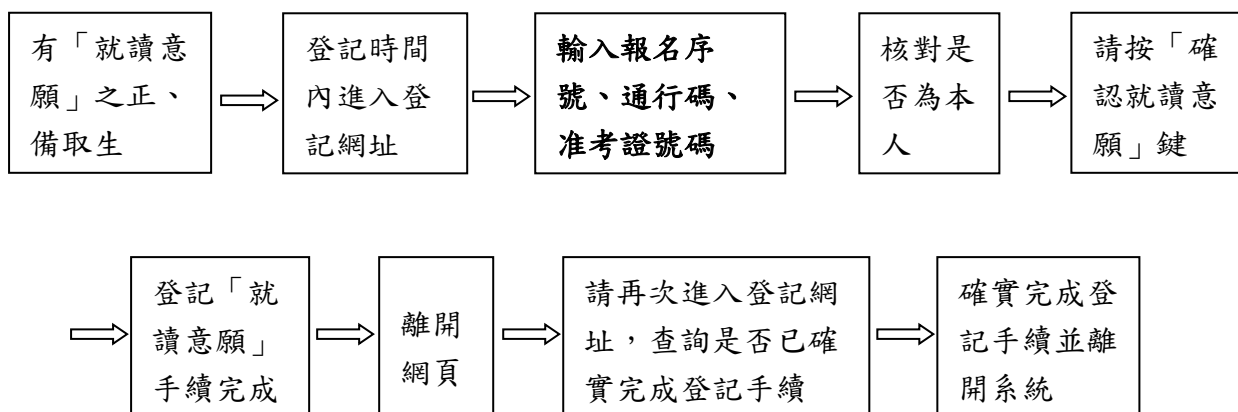 有「就讀意
願」之正、
備取生
登記時間
內進入登
記網址
輸入報名序
號、通行碼、
准考證號碼
核對是
否為本
人
請按「確
認就讀意
願」鍵
登記「就
讀意願」
手續完成
離開
網頁
請再次進入登記網
址，查詢是否已確
實完成登記手續
確實完成登
記手續並離
開系統